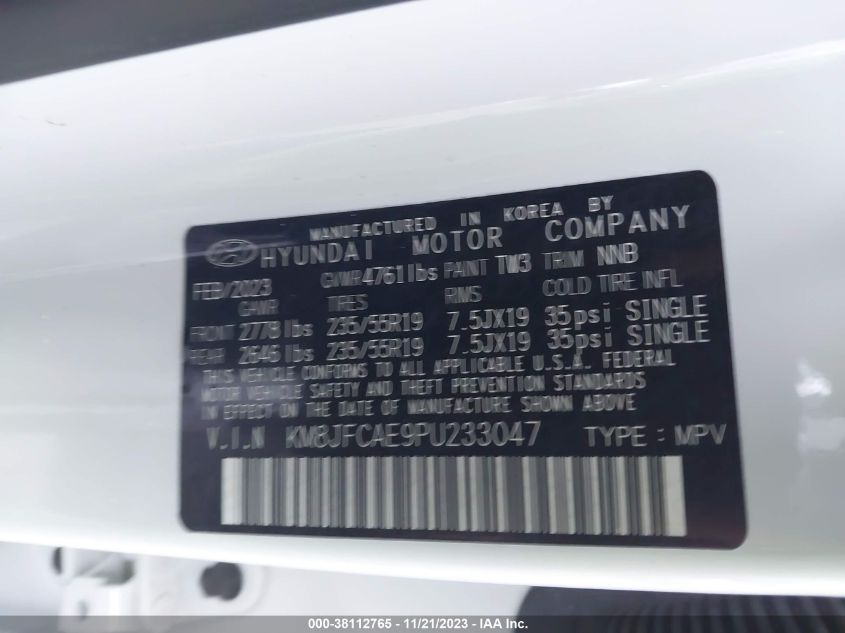 MANUFACTURED IN KOREA BY
HYUNDAI MOTOR COMPANY
FEB/2023 GVWR 4761 lbs PAINT TW3 TRIM NNB
GAWR TIRES RMS COLD TIRE INFL
FRONT 2778 lbs 235/55R19 7.5JX19 35psi SINGLE
REAR 2646 lbs 235/55R19 7.5JX19 35psi SINGLE
THIS VEHICLE CONFORMS TO ALL APPLICABLE U.S.A. FEDERAL
MOTOR VEHICLE SAFETY AND THEFT PREVENTION STANDARDS
IN EFFECT ON THE DATE OF MANUFACTURE SHOWN ABOVE
V.I.N KM8JFCAE9PU233047 TYPE : MPV
000-38112765 - 11/21/2023 - IAA Inc.